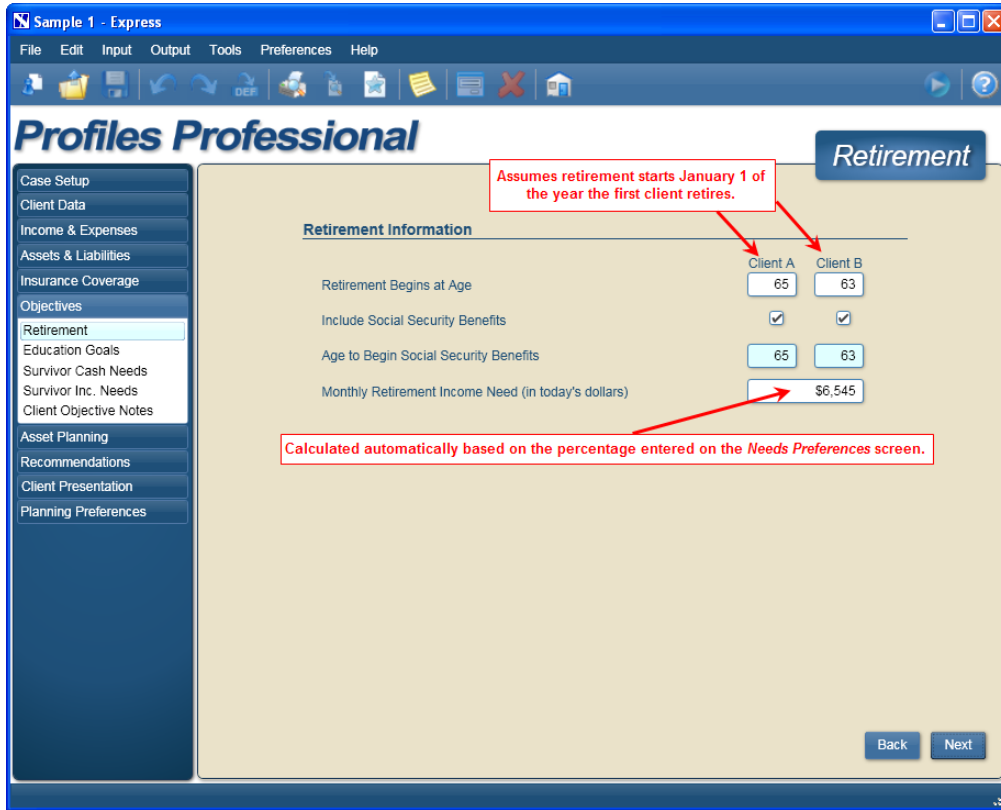 Sample 1 - Express
File Edit Input Output Tools Preferences Help
DEF
Profiles Professional
Retirement
Case Setup
Client Data
Income & Expenses
Assets & Liabilities
Insurance Coverage
Objectives
Retirement
Education Goals
Survivor Cash Needs
Survivor Inc. Needs
Client Objective Notes
Asset Planning
Recommendations
Client Presentation
Planning Preferences
Assumes retirement starts January 1 of
the year the first client retires.
Retirement Information
Client A Client B
Retirement Begins at Age 65 63
Include Social Security Benefits
Age to Begin Social Security Benefits 65 63
Monthly Retirement Income Need (in today's dollars) $6,545
Calculated automatically based on the percentage entered on the Needs Preferences screen.
Back Next